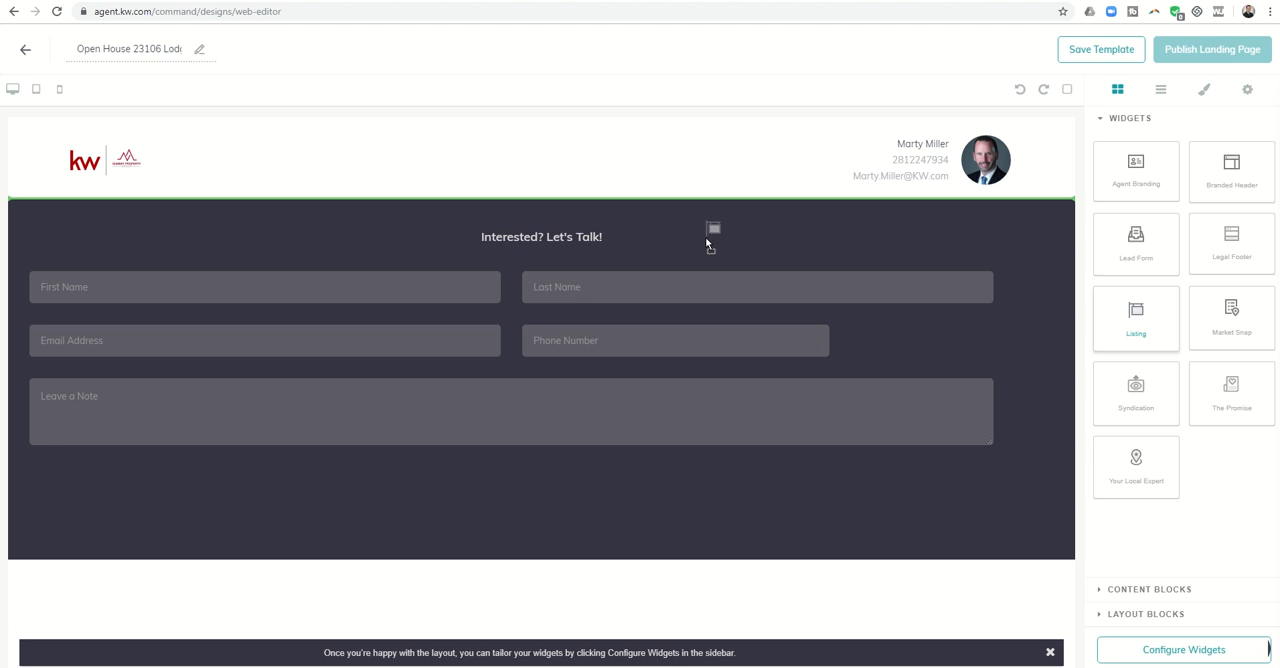 agent.kw.com/command/designs/web-editor
Open House 23106 Lod
Save Template
Publish Landing Page
WIDGETS
kw
Marty Miller
2812247934
Marty.Miller@KW.com
Agent Branding
Branded Header
Interested? Let's Talk!
Lead Form
Legal Footer
First Name
Last Name
Listing
Market Snap
Email Address
Phone Number
Leave a Note
Syndication
The Promise
Your Local Expert
CONTENT BLOCKS
LAYOUT BLOCKS
Once you're happy with the layout, you can tailor your widgets by clicking Configure Widgets in the sidebar.
Configure Widgets